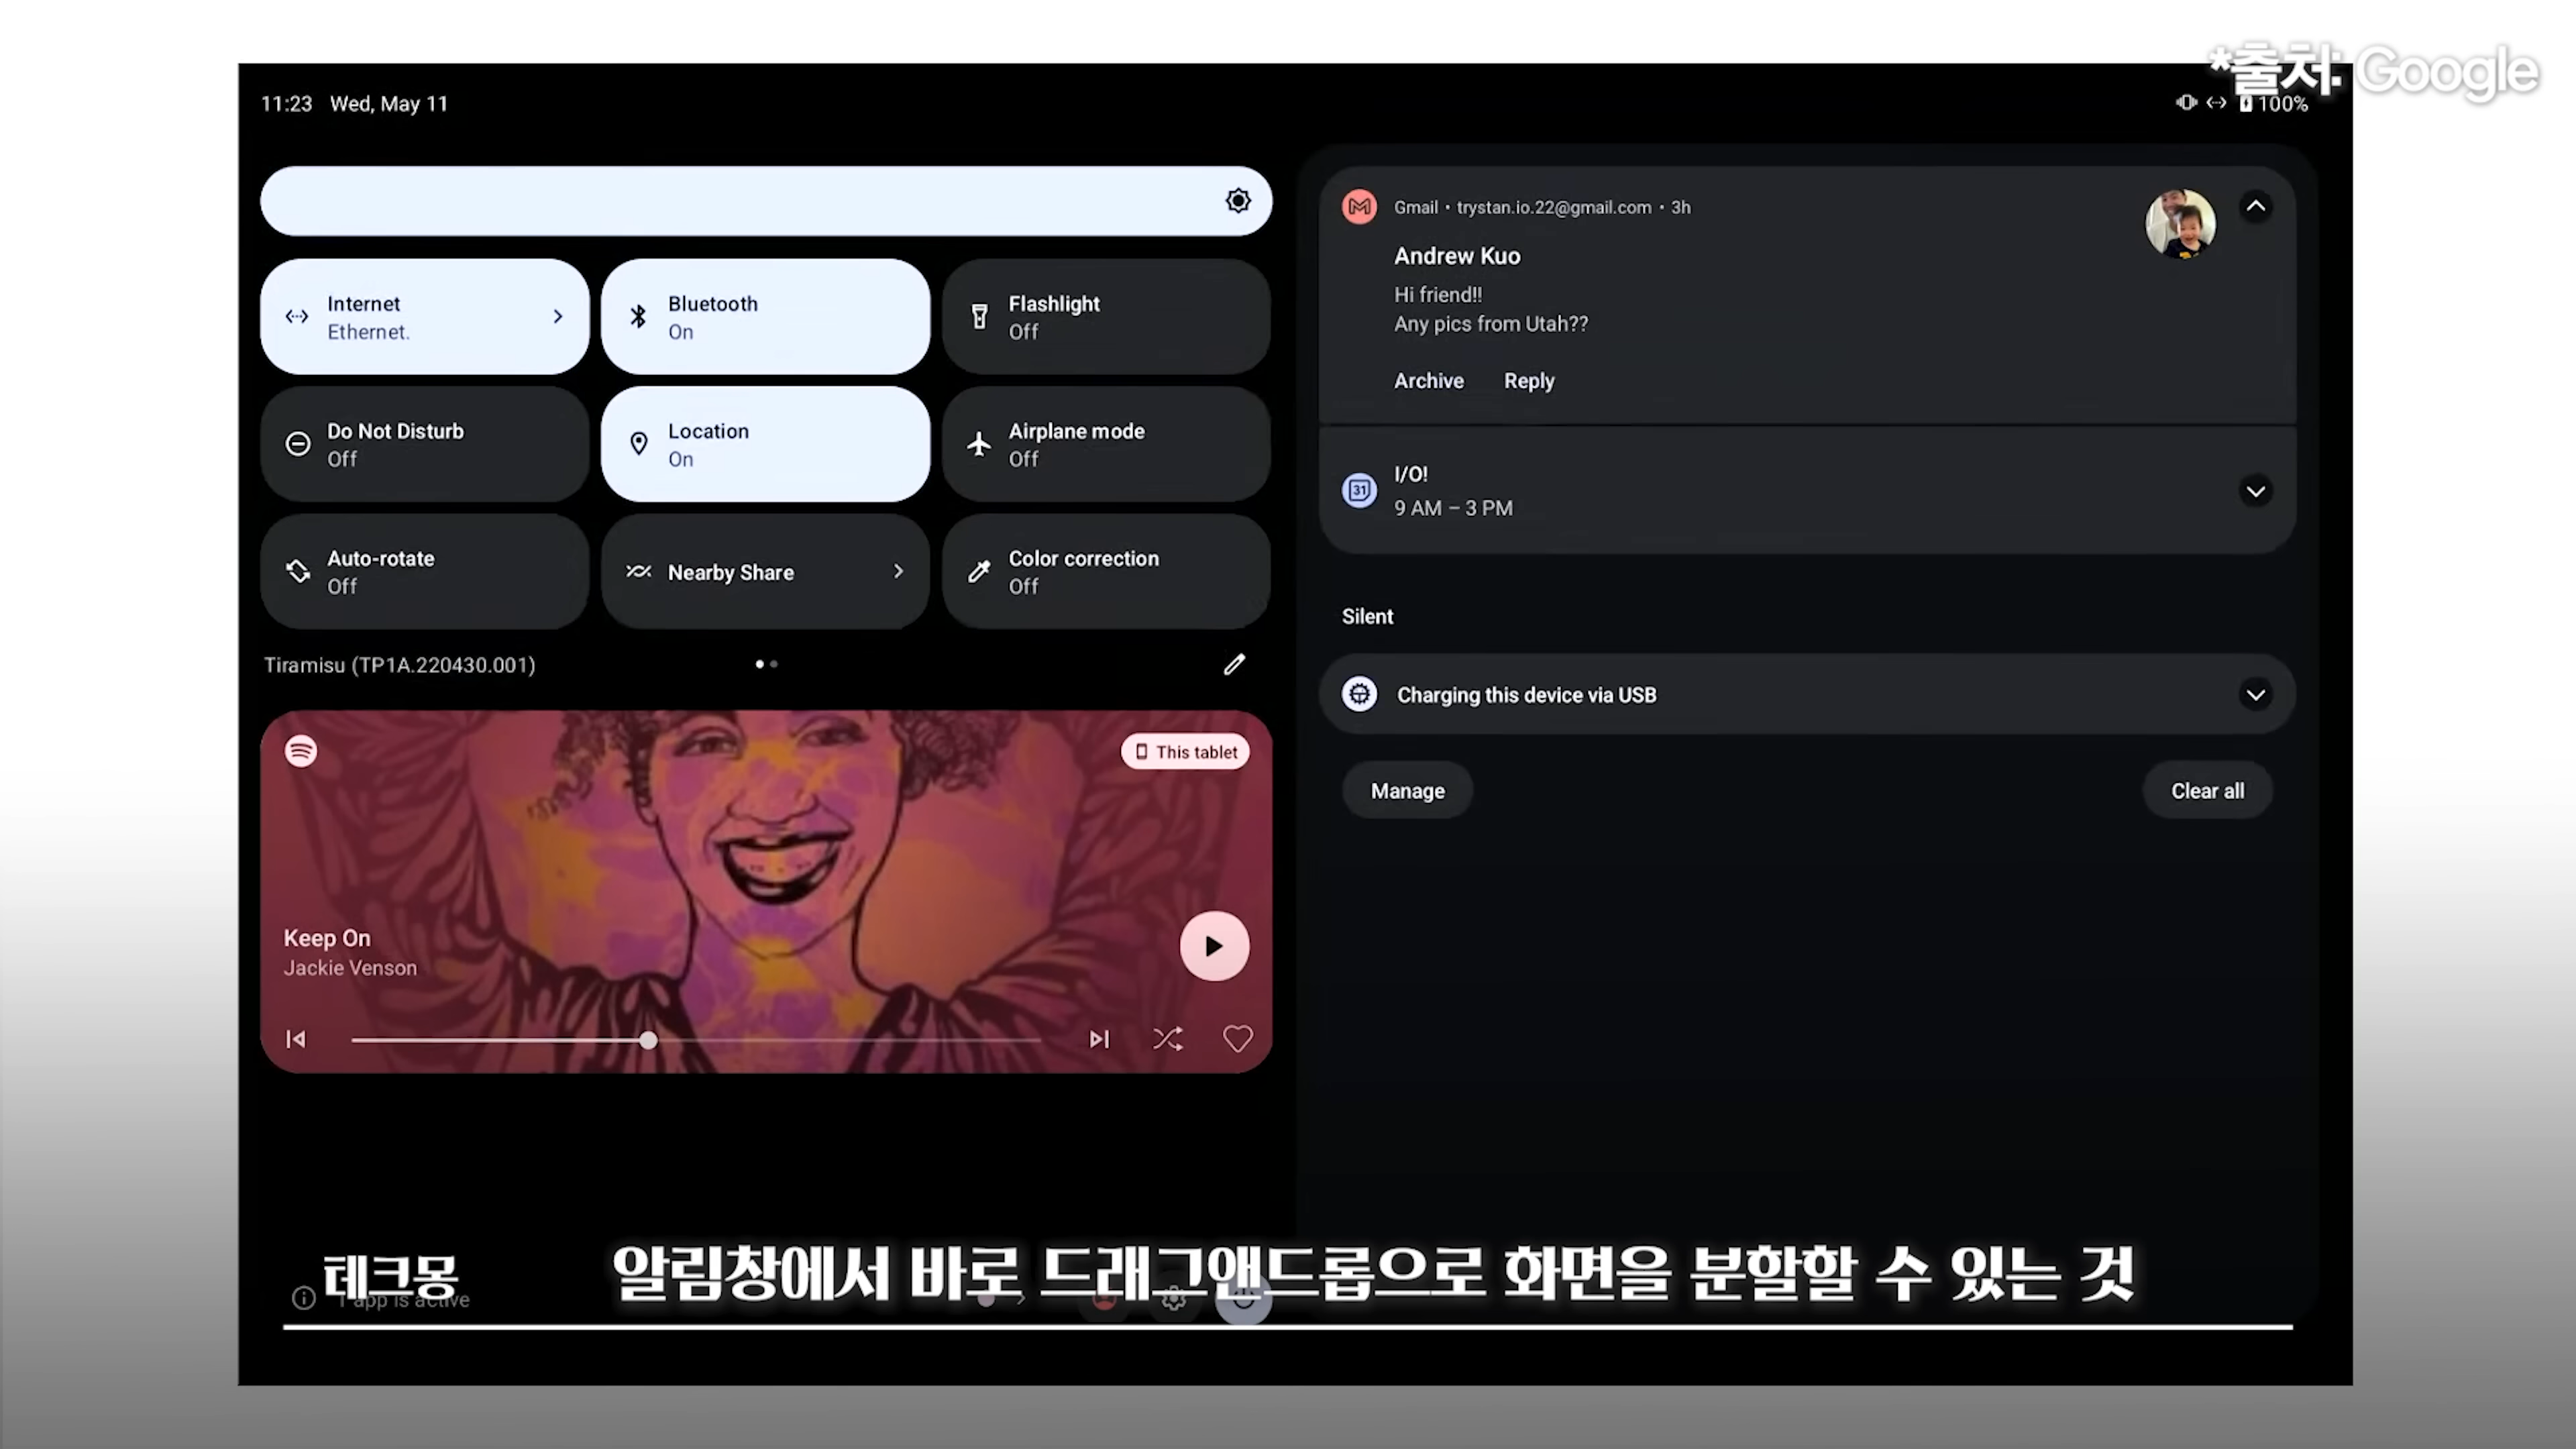 *출처: Google
11:23 Wed, May 11
100%
Internet
Ethernet.
Bluetooth
On
Flashlight
Off
Do Not Disturb
Off
Location
On
Airplane mode
Off
Auto-rotate
Off
Nearby Share
Color correction
Off
Tiramisu (TP1A.220430.001)
This tablet
Keep On
Jackie Venson
Gmail • trystan.io.22@gmail.com • 3h
Andrew Kuo
Hi friend!!
Any pics from Utah??
Archive Reply
31
I/O!
9 AM – 3 PM
Silent
Charging this device via USB
Manage
Clear all
테크몽
알림창에서 바로 드래그앤드롭으로 화면을 분할할 수 있는 것
1 app is active